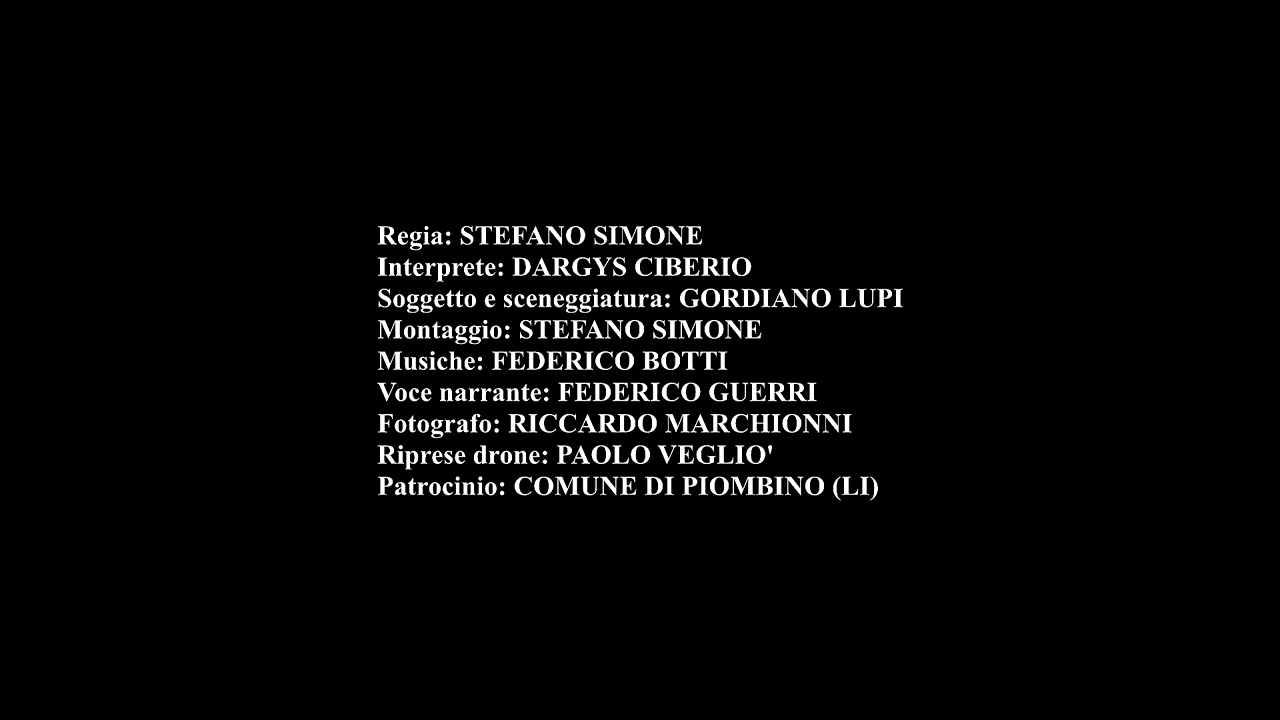 Regia: STEFANO SIMONE
Interprete: DARGYS CIBERIO
Soggetto e sceneggiatura: GORDIANO LUPI
Montaggio: STEFANO SIMONE
Musiche: FEDERICO BOTTI
Voce narrante: FEDERICO GUERRI
Fotografo: RICCARDO MARCHIONNI
Riprese drone: PAOLO VEGLIO'
Patrocinio: COMUNE DI PIOMBINO (LI)